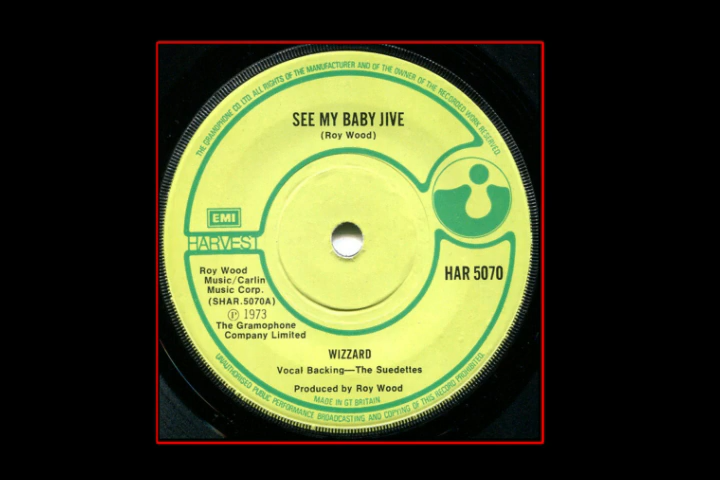 THE GRAMOPHONE CO LTD. ALL RIGHTS OF THE MANUFACTURER AND OF THE OWNER OF THE RECORDED WORK RESERVED
SEE MY BABY JIVE
(Roy Wood)
EMI
HARVEST
HAR 5070
Roy Wood
Music/Carlin
Music Corp.
(SHAR.5070A)
Ⓟ 1973
The Gramophone
Company Limited
WIZZARD
Vocal Backing—The Suedettes
Produced by Roy Wood
MADE IN GT BRITAIN
UNAUTHORISED PUBLIC PERFORMANCE BROADCASTING AND COPYING OF THIS RECORD PROHIBITED.